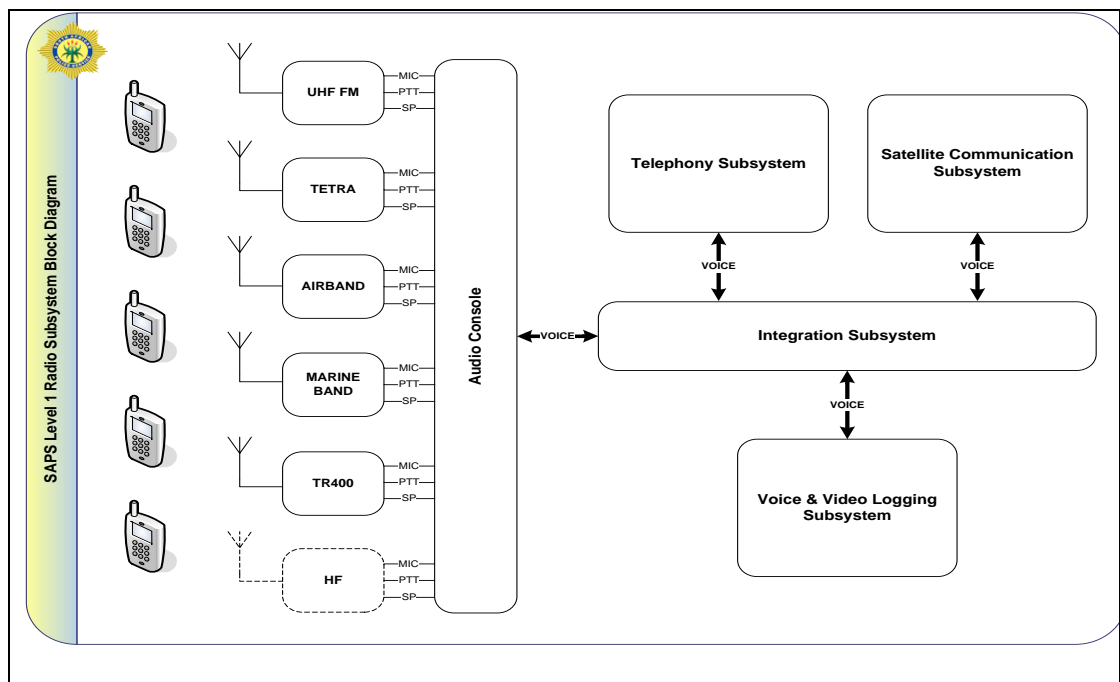 SAPS Level 1 Radio Subsystem Block Diagram
UHF FM
MIC
PTT
SP
TETRA
MIC
PTT
SP
AIRBAND
MIC
PTT
SP
MARINE
BAND
MIC
PTT
SP
TR400
MIC
PTT
SP
HF
MIC
PTT
SP
Audio Console
VOICE
Telephony Subsystem
Satellite Communication
Subsystem
VOICE
VOICE
Integration Subsystem
VOICE
Voice & Video Logging
Subsystem